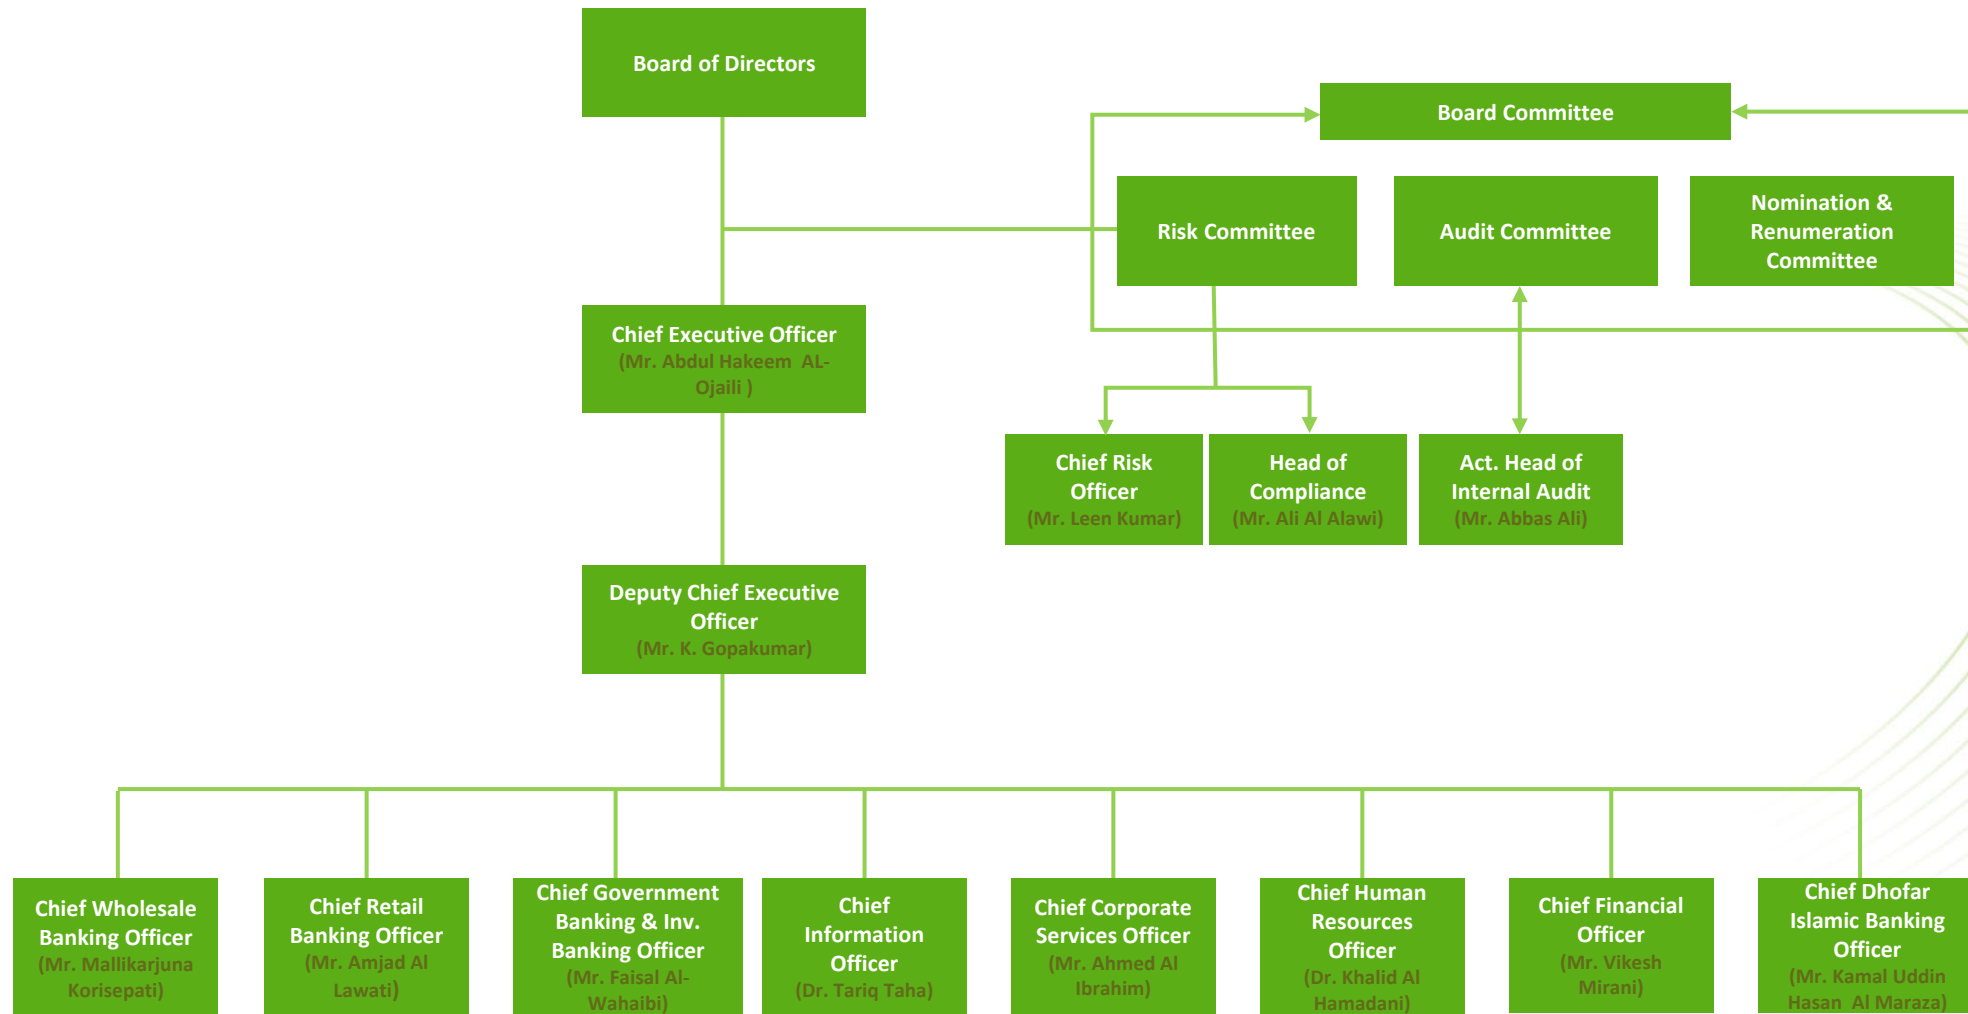 Board of Directors
Board Committee
Risk Committee
Audit Committee
Nomination &
Renumeration
Committee
Chief Executive Officer
(Mr. Abdul Hakeem  AL-
Ojaili )
Chief Risk
Officer
(Mr. Leen Kumar)
Head of
Compliance
(Mr. Ali Al Alawi)
Act. Head of
Internal Audit
(Mr. Abbas Ali)
Deputy Chief Executive
Officer
(Mr. K. Gopakumar)
Chief Wholesale
Banking Officer
(Mr. Mallikarjuna
Korisepati)
Chief Retail
Banking Officer
(Mr. Amjad Al
Lawati)
Chief Government
Banking & Inv.
Banking Officer
(Mr. Faisal Al-
Wahaibi)
Chief
Information
Officer
(Dr. Tariq Taha)
Chief Corporate
Services Officer
(Mr. Ahmed Al
Ibrahim)
Chief Human
Resources
Officer
(Dr. Khalid Al
Hamadani)
Chief Financial
Officer
(Mr. Vikesh
Mirani)
Chief Dhofar
Islamic Banking
Officer
(Mr. Kamal Uddin
Hasan  Al Maraza)